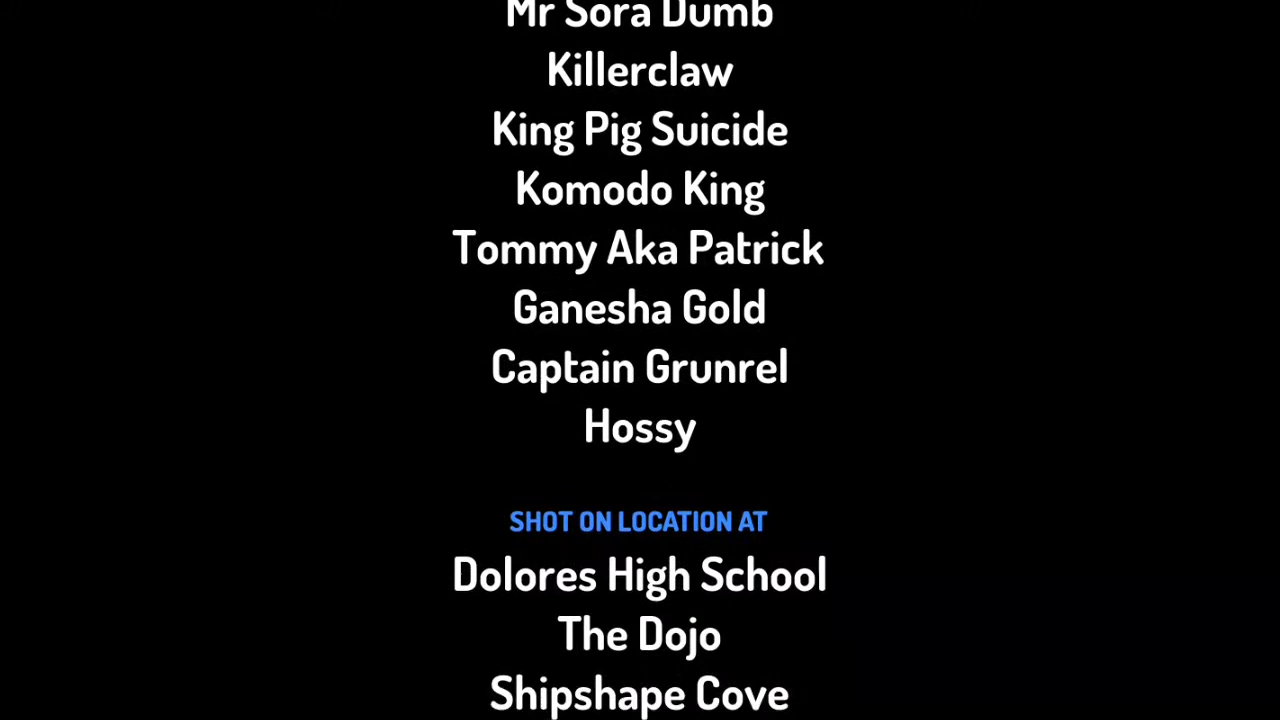 Mr Sora Dumb
Killerclaw
King Pig Suicide
Komodo King
Tommy Aka Patrick
Ganesha Gold
Captain Grunrel
Hossy
SHOT ON LOCATION AT
Dolores High School
The Dojo
Shipshape Cove